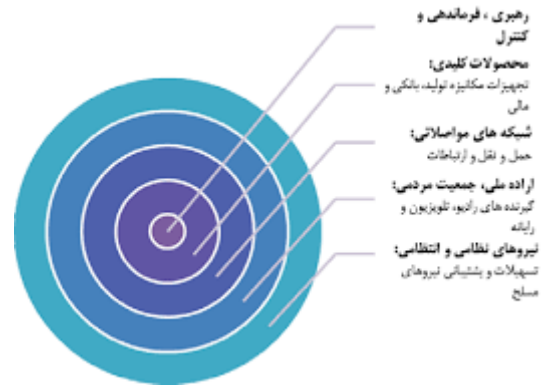 رهبری ، فرماندهی و
کنترل
محصولات کلیدی:
تجهیزات مکانیزه تولید، بانکی و
مالی
شبکه های مواصلاتی:
حمل و نقل و ارتباطات
اراده ملی، جمعیت مردمی:
گیرنده های رادیو، تلویزیون و
رایانه
نیروهای نظامی و انتظامی:
تسهیلات و پشتیبانی نیروهای
مسلح